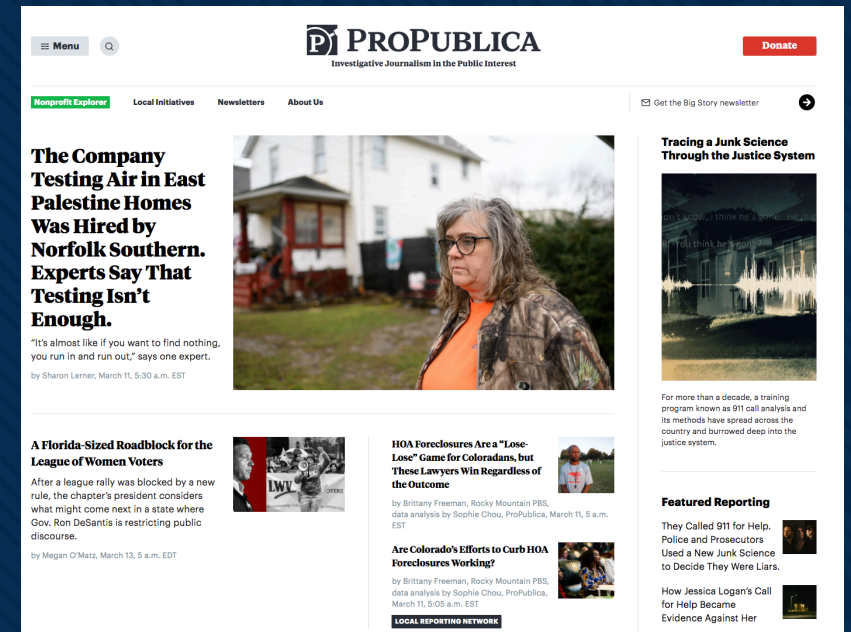 Menu
PROPUBLICA
Investigative Journalism in the Public Interest
Donate
Nonprofit Explorer
Local Initiatives
Newsletters
About Us
Get the Big Story newsletter
The Company
Testing Air in East
Palestine Homes
Was Hired by
Norfolk Southern.
Experts Say That
Testing Isn’t
Enough.
“It’s almost like if you want to find nothing,
you run in and run out,” says one expert.
by Sharon Lerner, March 11, 5:30 a.m. EST
Tracing a Junk Science
Through the Justice System
don't know, I think he's gone. He
You think he's gone?
For more than a decade, a training
program known as 911 call analysis and
its methods have spread across the
country and burrowed deep into the
justice system.
A Florida-Sized Roadblock for the
League of Women Voters
After a league rally was blocked by a new
rule, the chapter’s president considers
what might come next in a state where
Gov. Ron DeSantis is restricting public
discourse.
by Megan O’Matz, March 13, 5 a.m. EDT
LWV
HOA Foreclosures Are a “Lose-
Lose” Game for Coloradans, but
These Lawyers Win Regardless of
the Outcome
by Brittany Freeman, Rocky Mountain PBS,
data analysis by Sophie Chou, ProPublica, March 11, 5 a.m.
EST
Are Colorado’s Efforts to Curb HOA
Foreclosures Working?
by Brittany Freeman, Rocky Mountain PBS,
data analysis by Sophie Chou, ProPublica,
March 11, 5:05 a.m. EST
LOCAL REPORTING NETWORK
Featured Reporting
They Called 911 for Help.
Police and Prosecutors
Used a New Junk Science
to Decide They Were Liars.
How Jessica Logan’s Call
for Help Became
Evidence Against Her